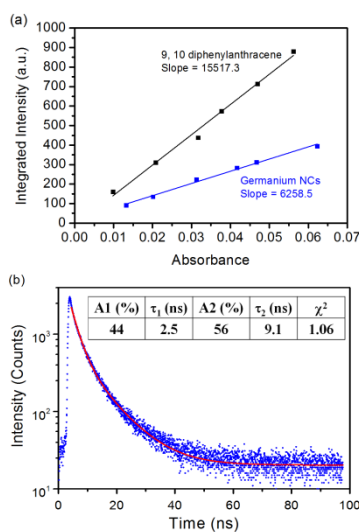 (a)
1000
900
800
700
600
500
400
300
200
100
0
Integrated Intensity (a.u.)
9, 10 diphenylanthracene
Slope = 15517.3
Germanium NCs
Slope = 6258.5
0.00 0.01 0.02 0.03 0.04 0.05 0.06 0.07
Absorbance
(b)
A1 (%) τ1 (ns) A2 (%) τ2 (ns) χ²
44 2.5 56 9.1 1.06
10³
10²
10¹
Intensity (Counts)
0 20 40 60 80 100
Time (ns)